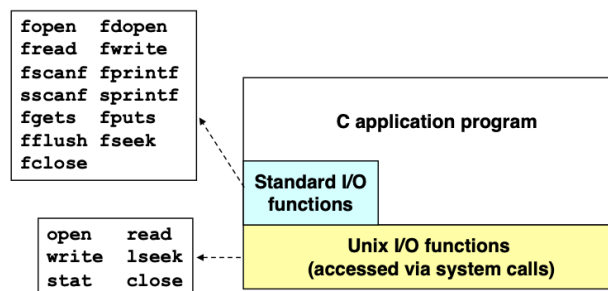 fopen fdopen
fread fwrite
fscanf fprintf
sscanf sprintf
fgets fputs
fflush fseek
fclose
C application program
Standard I/O
functions
open read
write lseek
stat close
Unix I/O functions
(accessed via system calls)